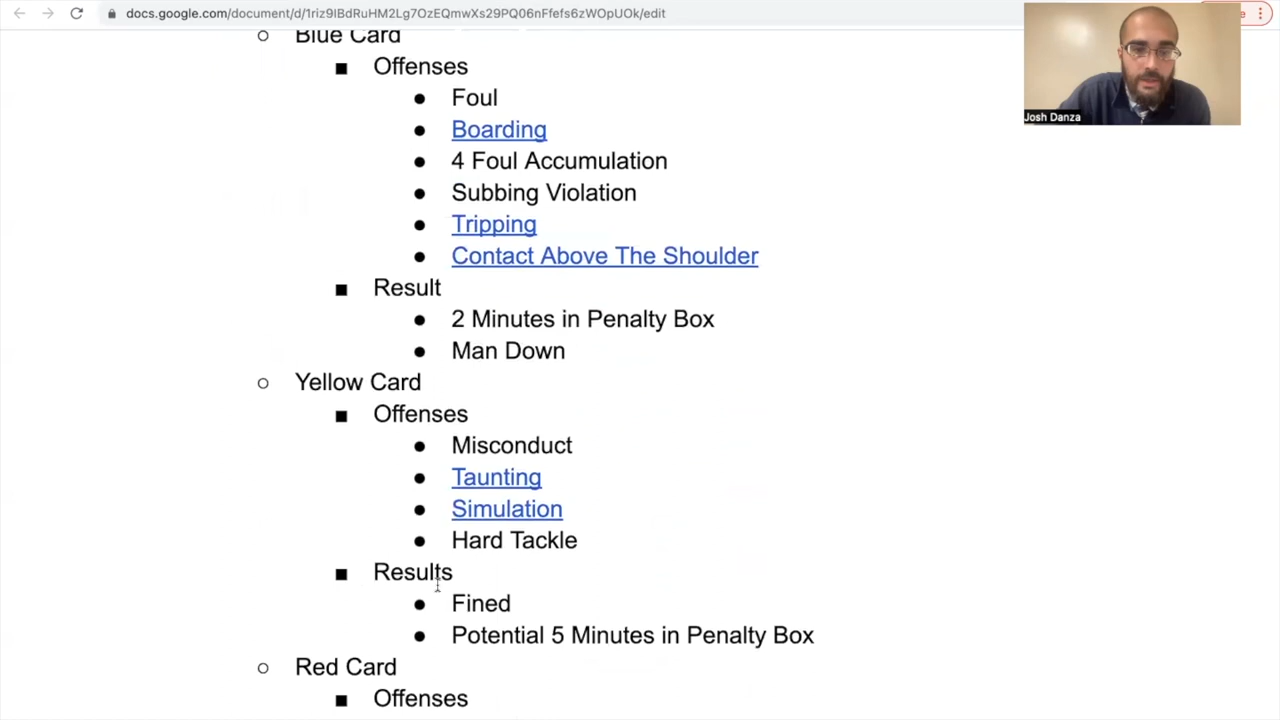 docs.google.com/document/d/1riz9IBdRuHM2Lg7OzEQmwXs29PQ06nFfefs6zWOpUOk/edit
Josh Danza
Blue Card
Offenses
Foul
Boarding
4 Foul Accumulation
Subbing Violation
Tripping
Contact Above The Shoulder
Result
2 Minutes in Penalty Box
Man Down
Yellow Card
Offenses
Misconduct
Taunting
Simulation
Hard Tackle
Results
Fined
Potential 5 Minutes in Penalty Box
Red Card
Offenses